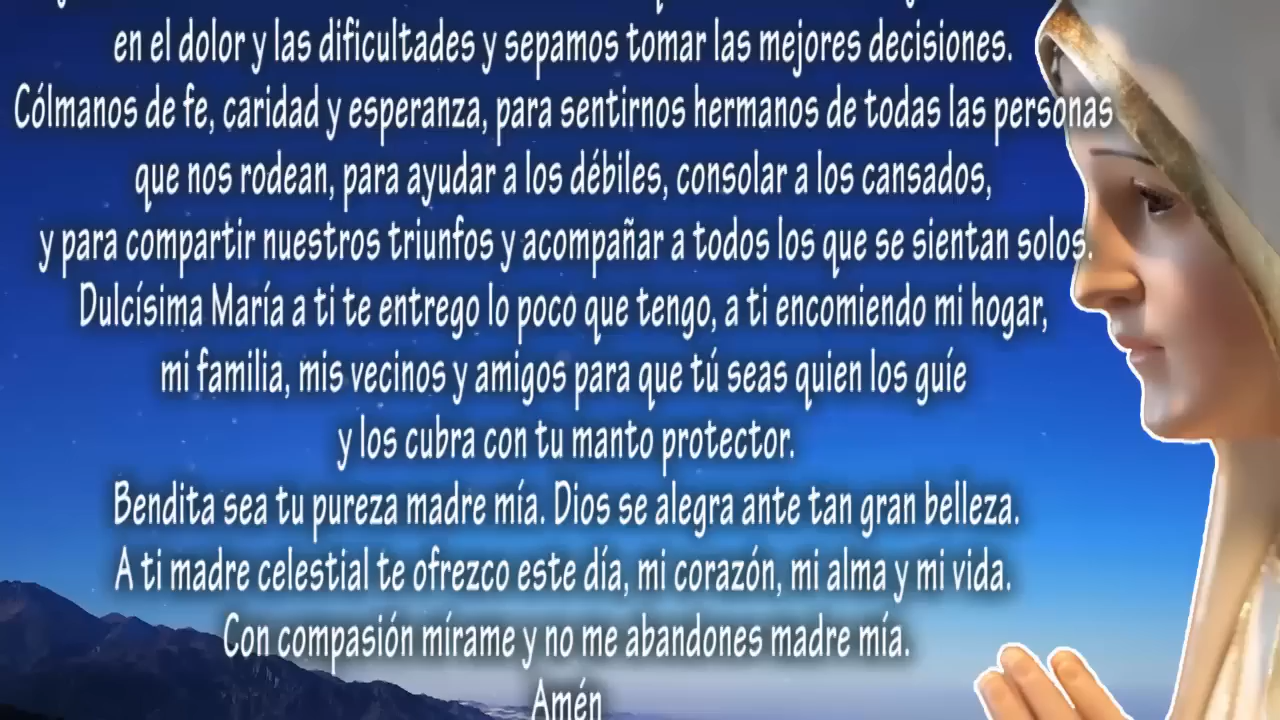 en el dolor y las dificultades y sepamos tomar las mejores decisiones.
Cólmanos de fe, caridad y esperanza, para sentirnos hermanos de todas las personas
que nos rodean, para ayudar a los débiles, consolar a los cansados,
y para compartir nuestros triunfos y acompañar a todos los que se sientan solos.
Dulcísima María a ti te entrego lo poco que tengo, a ti encomiendo mi hogar,
mi familia, mis vecinos y amigos para que tú seas quien los guíe
y los cubra con tu manto protector.
Bendita sea tu pureza madre mía. Dios se alegra ante tan gran belleza.
A ti madre celestial te ofrezco este día, mi corazón, mi alma y mi vida.
Con compasión mírame y no me abandones madre mía.
Amén